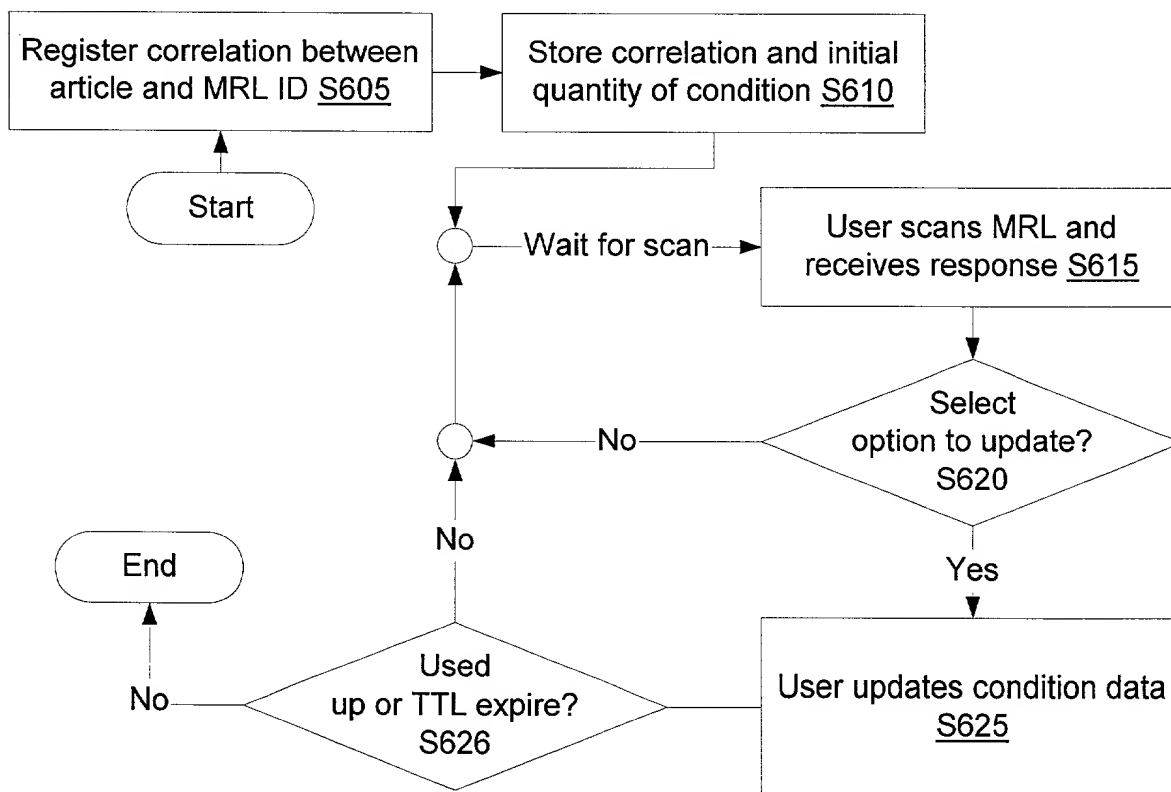 Register correlation between
article and MRL ID S605
Store correlation and initial
quantity of condition S610
Start
Wait for scan
User scans MRL and
receives response S615
Select
option to update?
S620
No
Yes
User updates condition data
S625
Used
up or TTL expire?
S626
No
No
End